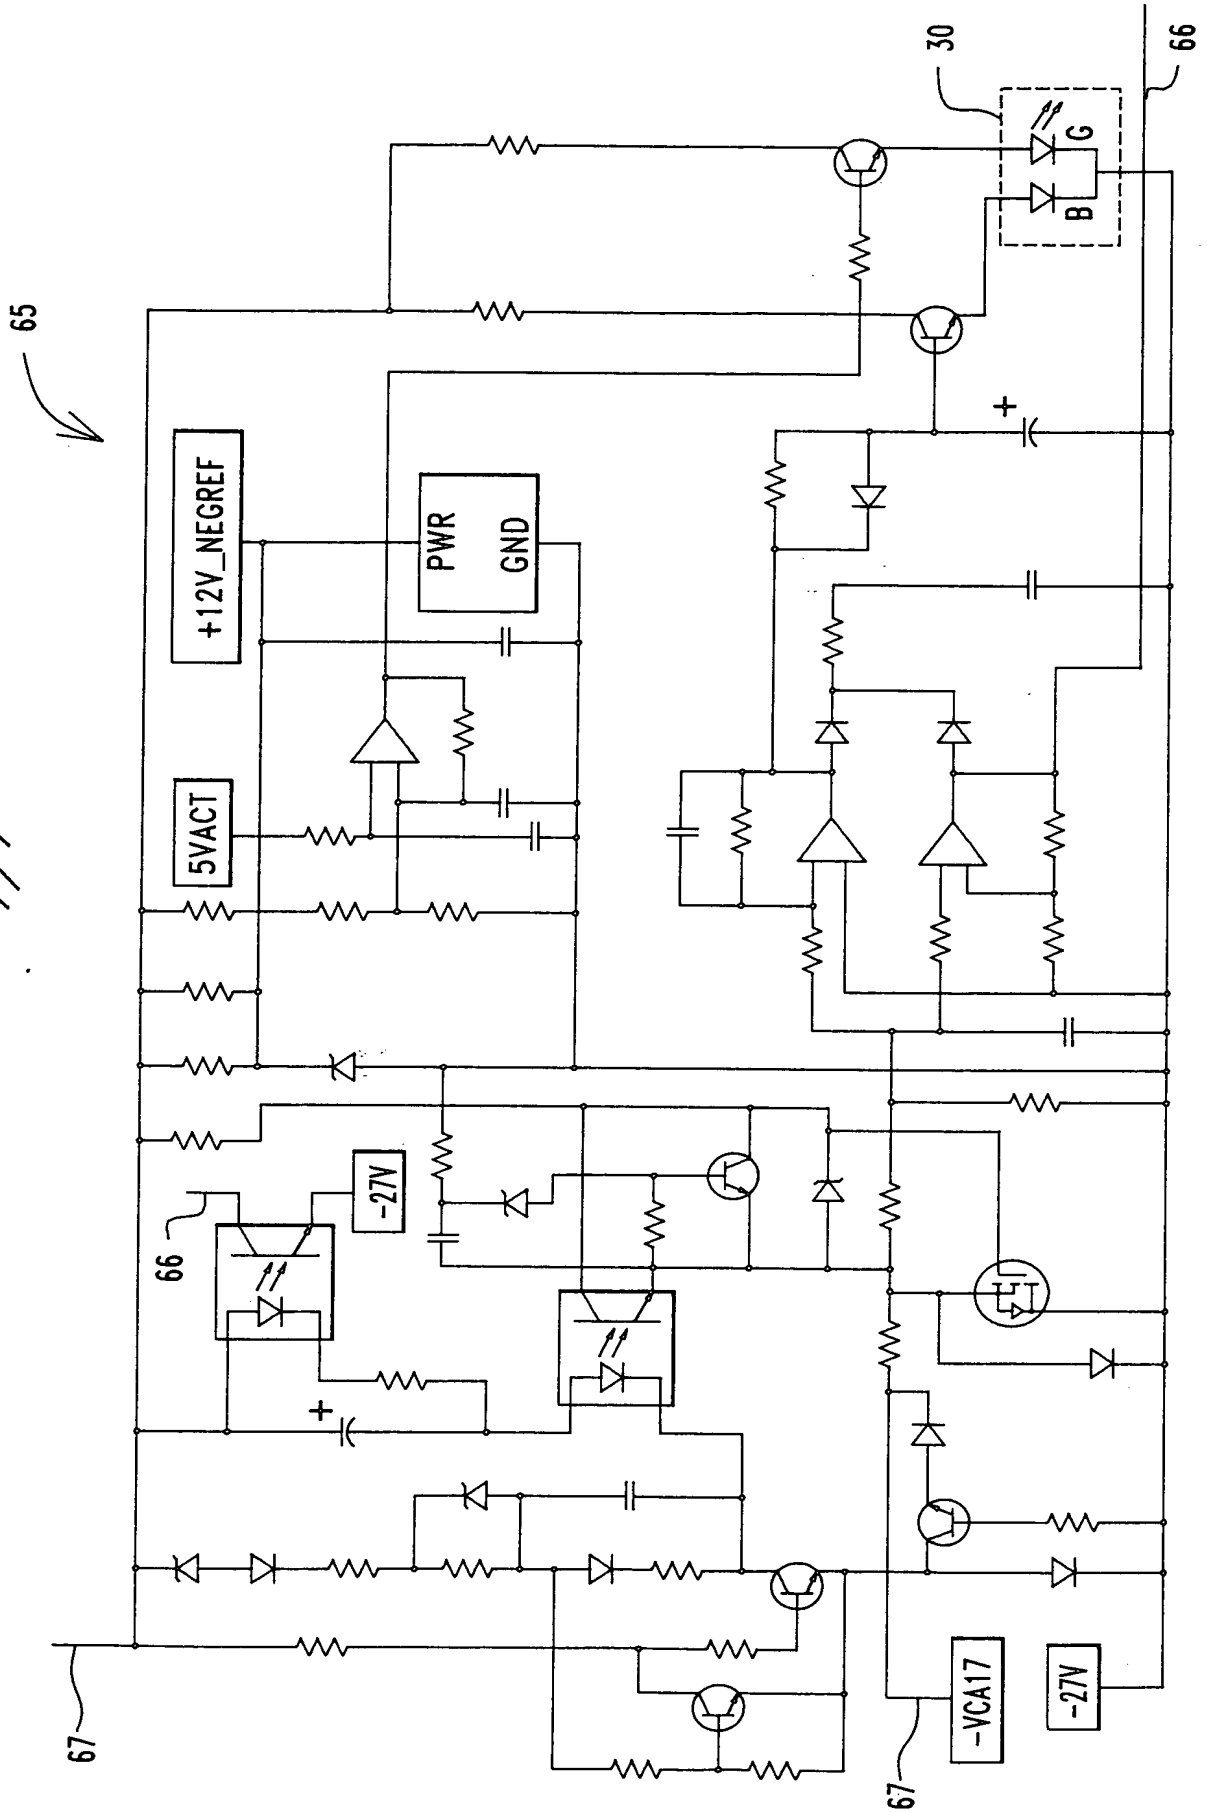 65
30
66
+12V_NEGREF
PWR
GND
5VACT
G
B
+
66
-27V
+
67
67
-VCA17
-27V